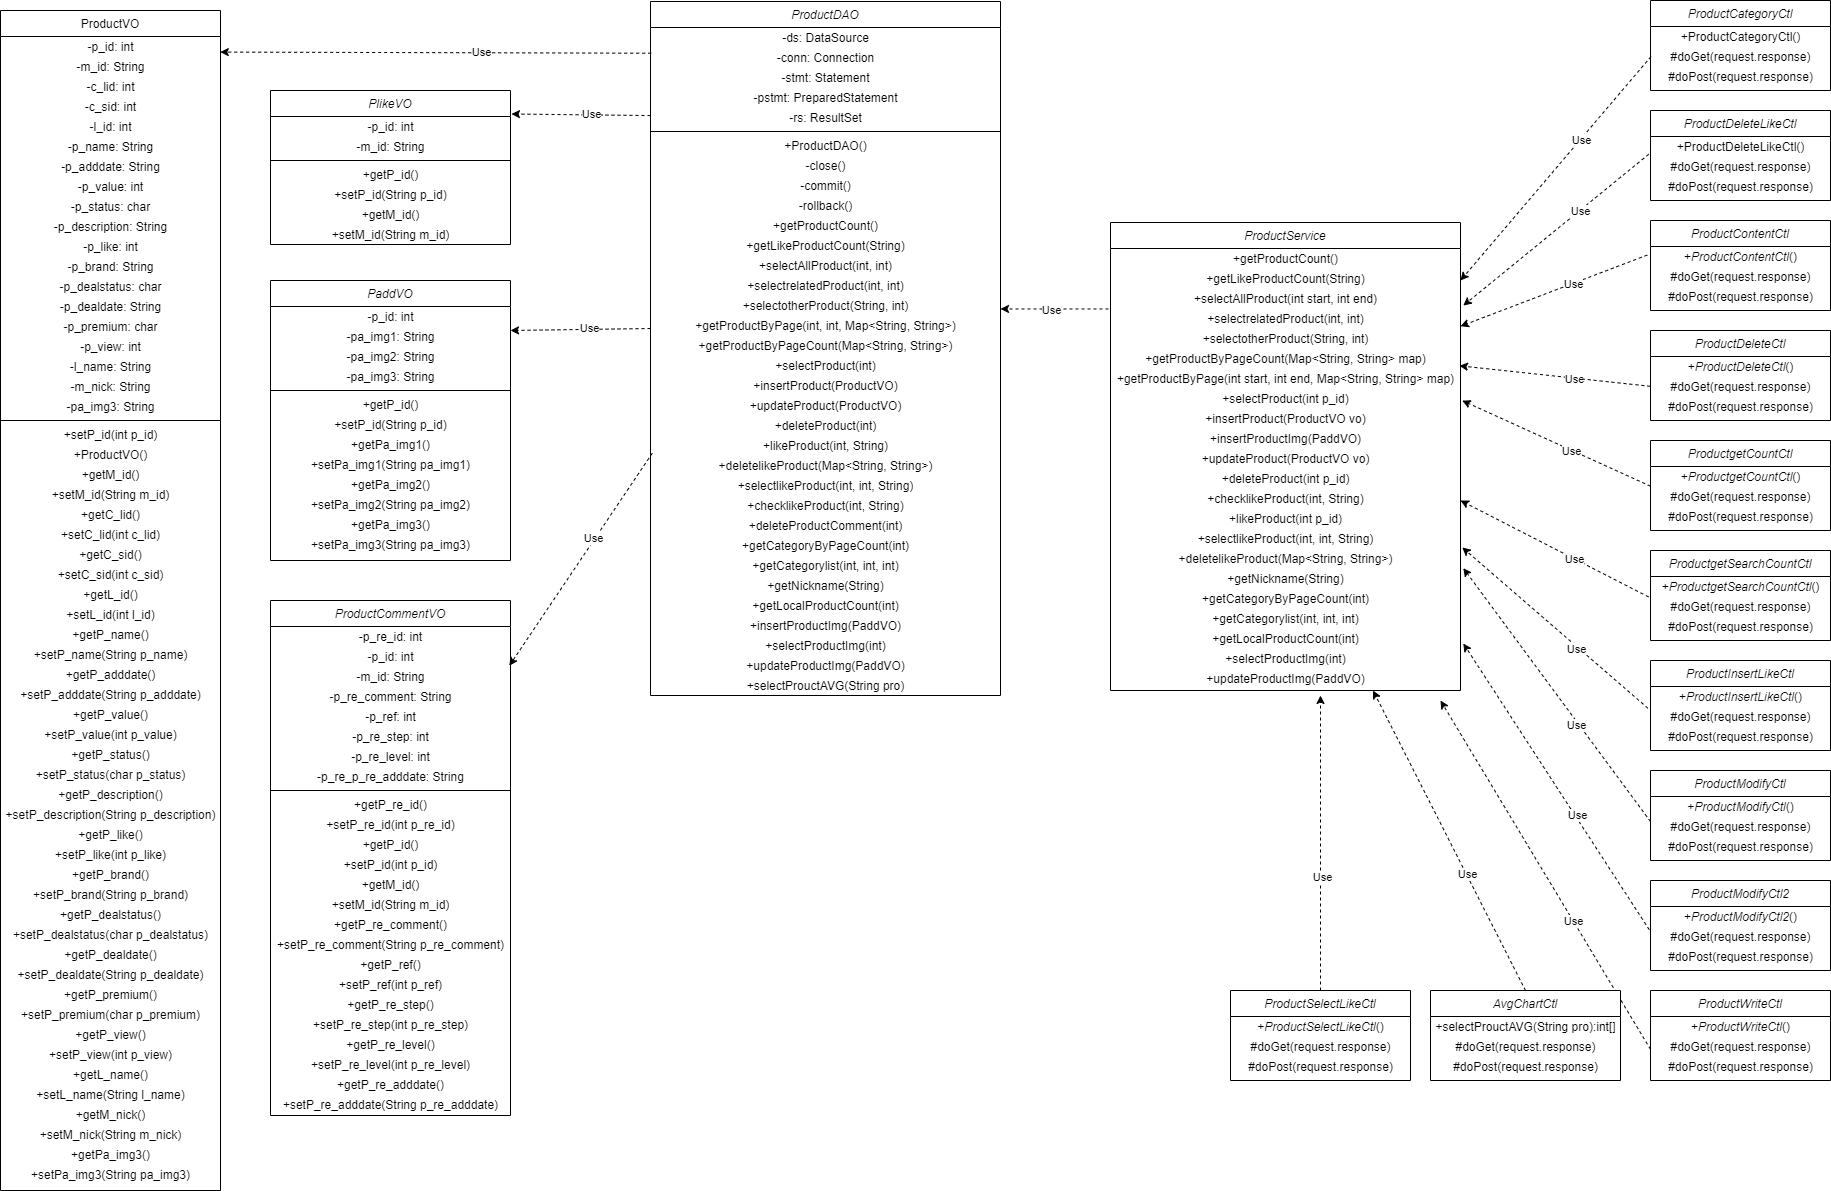 ProductVO
-p_id: int
-m_id: String
-c_lid: int
-c_sid: int
-l_id: int
-p_name: String
-p_adddate: String
-p_value: int
-p_status: char
-p_description: String
-p_like: int
-p_brand: String
-p_dealstatus: char
-p_dealdate: String
-p_premium: char
-p_view: int
-l_name: String
-m_nick: String
-pa_img3: String
+setP_id(int p_id)
+ProductVO()
+getM_id()
+setM_id(String m_id)
+getC_lid()
+setC_lid(int c_lid)
+getC_sid()
+setC_sid(int c_sid)
+getL_id()
+setL_id(int l_id)
+getP_name()
+setP_name(String p_name)
+getP_adddate()
+setP_adddate(String p_adddate)
+getP_value()
+setP_value(int p_value)
+getP_status()
+setP_status(char p_status)
+getP_description()
+setP_description(String p_description)
+getP_like()
+setP_like(int p_like)
+getP_brand()
+setP_brand(String p_brand)
+getP_dealstatus()
+setP_dealstatus(char p_dealstatus)
+getP_dealdate()
+setP_dealdate(String p_dealdate)
+getP_premium()
+setP_premium(char p_premium)
+getP_view()
+setP_view(int p_view)
+getL_name()
+setL_name(String l_name)
+getM_nick()
+setM_nick(String m_nick)
+getPa_img3()
+setPa_img3(String pa_img3)
PlikeVO
-p_id: int
-m_id: String
+getP_id()
+setP_id(String p_id)
+getM_id()
+setM_id(String m_id)
PaddVO
-p_id: int
-pa_img1: String
-pa_img2: String
-pa_img3: String
+getP_id()
+setP_id(String p_id)
+getPa_img1()
+setPa_img1(String pa_img1)
+getPa_img2()
+setPa_img2(String pa_img2)
+getPa_img3()
+setPa_img3(String pa_img3)
ProductCommentVO
-p_re_id: int
-p_id: int
-m_id: String
-p_re_comment: String
-p_ref: int
-p_re_step: int
-p_re_level: int
-p_re_p_re_adddate: String
+getP_re_id()
+setP_re_id(int p_re_id)
+getP_id()
+setP_id(int p_id)
+getM_id()
+setM_id(String m_id)
+getP_re_comment()
+setP_re_comment(String p_re_comment)
+getP_ref()
+setP_ref(int p_ref)
+getP_re_step()
+setP_re_step(int p_re_step)
+getP_re_level()
+setP_re_level(int p_re_level)
+getP_re_adddate()
+setP_re_adddate(String p_re_adddate)
Use
Use
Use
Use
ProductDAO
-ds: DataSource
-conn: Connection
-stmt: Statement
-pstmt: PreparedStatement
-rs: ResultSet
+ProductDAO()
-close()
-commit()
-rollback()
+getProductCount()
+getLikeProductCount(String)
+selectAllProduct(int, int)
+selectrelatedProduct(int, int)
+selectotherProduct(String, int)
+getProductByPage(int, int, Map<String, String>)
+getProductByPageCount(Map<String, String>)
+selectProduct(int)
+insertProduct(ProductVO)
+updateProduct(ProductVO)
+deleteProduct(int)
+likeProduct(int, String)
+deletelikeProduct(Map<String, String>)
+selectlikeProduct(int, int, String)
+checklikeProduct(int, String)
+deleteProductComment(int)
+getCategoryByPageCount(int)
+getCategorylist(int, int, int)
+getNickname(String)
+getLocalProductCount(int)
+insertProductImg(PaddVO)
+selectProductImg(int)
+updateProductImg(PaddVO)
+selectProuctAVG(String pro)
Use
ProductService
+getProductCount()
+getLikeProductCount(String)
+selectAllProduct(int start, int end)
+selectrelatedProduct(int, int)
+selectotherProduct(String, int)
+getProductByPageCount(Map<String, String> map)
+getProductByPage(int start, int end, Map<String, String> map)
+selectProduct(int p_id)
+insertProduct(ProductVO vo)
+insertProductImg(PaddVO)
+updateProduct(ProductVO vo)
+deleteProduct(int p_id)
+checklikeProduct(int, String)
+likeProduct(int p_id)
+selectlikeProduct(int, int, String)
+deletelikeProduct(Map<String, String>)
+getNickname(String)
+getCategoryByPageCount(int)
+getCategorylist(int, int, int)
+getLocalProductCount(int)
+selectProductImg(int)
+updateProductImg(PaddVO)
Use
Use
Use
Use
Use
Use
Use
Use
Use
Use
Use
Use
ProductCategoryCtl
+ProductCategoryCtl()
#doGet(request.response)
#doPost(request.response)
ProductDeleteLikeCtl
+ProductDeleteLikeCtl()
#doGet(request.response)
#doPost(request.response)
ProductContentCtl
+ProductContentCtl()
#doGet(request.response)
#doPost(request.response)
ProductDeleteCtl
+ProductDeleteCtl()
#doGet(request.response)
#doPost(request.response)
ProductgetCountCtl
+ProductgetCountCtl()
#doGet(request.response)
#doPost(request.response)
ProductgetSearchCountCtl
+ProductgetSearchCountCtl()
#doGet(request.response)
#doPost(request.response)
ProductInsertLikeCtl
+ProductInsertLikeCtl()
#doGet(request.response)
#doPost(request.response)
ProductModifyCtl
+ProductModifyCtl()
#doGet(request.response)
#doPost(request.response)
ProductModifyCtl2
+ProductModifyCtl2()
#doGet(request.response)
#doPost(request.response)
ProductSelectLikeCtl
+ProductSelectLikeCtl()
#doGet(request.response)
#doPost(request.response)
AvgChartCtl
+selectProuctAVG(String pro):int[]
#doGet(request.response)
#doPost(request.response)
ProductWriteCtl
+ProductWriteCtl()
#doGet(request.response)
#doPost(request.response)